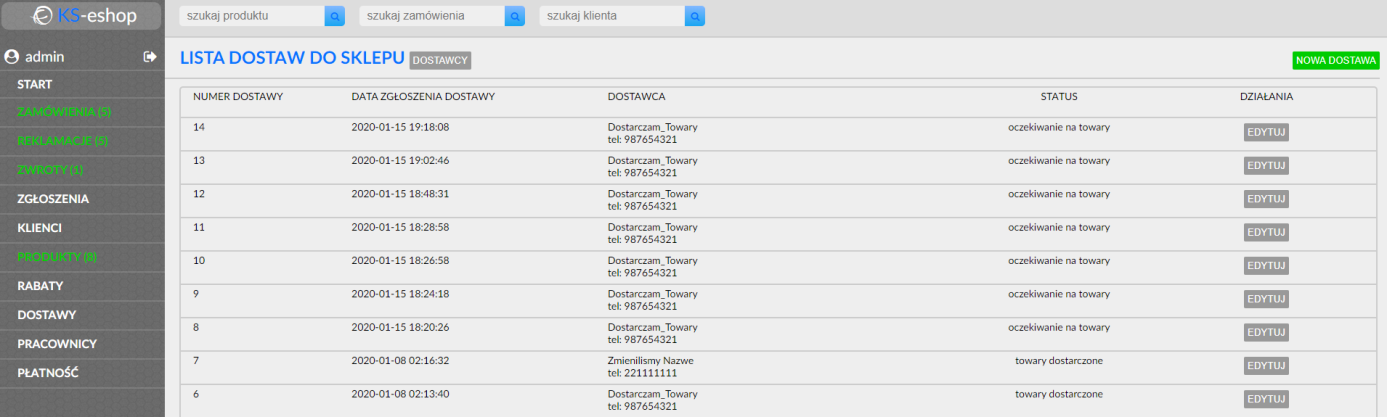 KS-eshop
szukaj produktu
szukaj zamówienia
szukaj klienta
admin
START
ZAMÓWIENIA (5)
REKLAMACJE (5)
ZWROTY (1)
ZGŁOSZENIA
KLIENCI
PRODUKTY (8)
RABATY
DOSTAWY
PRACOWNICY
PŁATNOŚĆ
LISTA DOSTAW DO SKLEPU DOSTAWCY
NOWA DOSTAWA
NUMER DOSTAWY DATA ZGŁOSZENIA DOSTAWY DOSTAWCA STATUS DZIAŁANIA
14 2020-01-15 19:18:08 Dostarczam_Towary oczekiwanie na towary EDYTUJ
tel: 987654321
13 2020-01-15 19:02:46 Dostarczam_Towary oczekiwanie na towary EDYTUJ
tel: 987654321
12 2020-01-15 18:48:31 Dostarczam_Towary oczekiwanie na towary EDYTUJ
tel: 987654321
11 2020-01-15 18:28:58 Dostarczam_Towary oczekiwanie na towary EDYTUJ
tel: 987654321
10 2020-01-15 18:26:58 Dostarczam_Towary oczekiwanie na towary EDYTUJ
tel: 987654321
9 2020-01-15 18:24:18 Dostarczam_Towary oczekiwanie na towary EDYTUJ
tel: 987654321
8 2020-01-15 18:20:26 Dostarczam_Towary oczekiwanie na towary EDYTUJ
tel: 987654321
7 2020-01-08 02:16:32 Zmienilismy Nazwe towary dostarczone EDYTUJ
tel: 221111111
6 2020-01-08 02:13:40 Dostarczam_Towary towary dostarczone EDYTUJ
tel: 987654321